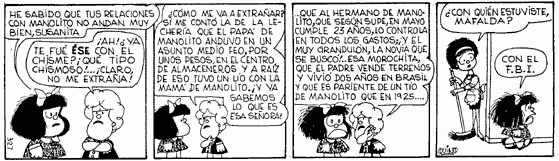 HE SABIDO QUE TUS RELACIONES
CON MANOLITO NO ANDAN MUY
BIEN, SUSANITA
¡AH! ¿YA
TE FUÉ ÉSE CON EL
CHISME? ¡QUÉ TIPO
CHISMOSO!...¡CLARO,
NO ME EXTRAÑA!
¿CÓMO ME VA A EXTRAÑAR?
SÍ ME CONTÓ LA DE LA LE-
CHERÍA QUE EL PAPA' DE
MANOLITO ANDUVO EN UN
ASUNTO MEDIO FEO, POR
UNOS PESOS, EN EL CENTRO
DE ALMACENEROS Y A RAÍZ
DE ESO TUVO UN LÍO CON LA
MAMÁ DE MANOLITO, ¡Y YA
SABEMOS
LO QUE ES
ESA SEÑORA!
...QUE AL HERMANO DE MANO-
LITO, QUE SEGÚN SUPE, EN MAYO
CUMPLE 23 AÑOS, LO CONTROLA
EN TODOS LOS GASTOS; ¡Y EL
MUY GRANDULÓN, LA NOVIA QUE
SE BUSCÓ!..ESA MOROCHITA,
QUE EL PADRE VENDE TERRENOS
Y VIVIÓ DOS AÑOS EN BRASIL
Y QUE ES PARIENTE DE UN TÍO
DE MANOLITO QUE EN 1925....
¿CON QUIÉN ESTUVISTE,
MAFALDA?
CON EL
F.B.I.
327
QUINO